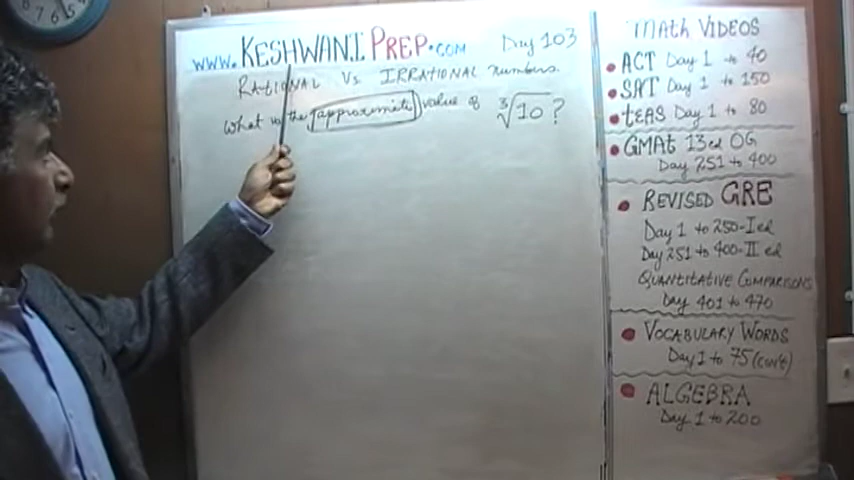 www.KESHWANI PREP.COM Day 103
RATIONAL Vs IRRATIONAL numbers.
What is the approximate value of ∛10 ?
Math VIDEOS
ACT Day 1 to 40
SAT Day 1 to 150
tEAS Day 1 to 80
GMAt 13ed OG
Day 251 to 400
REVISED GRE
Day 1 to 250-I ed
Day 251 to 400-II ed
QUANTITATIVE COMPARISONS
Day 401 to 470
VOCABULARY WORDS
Day 1 to 75 (con't)
ALGEBRA
Day 1 to 200